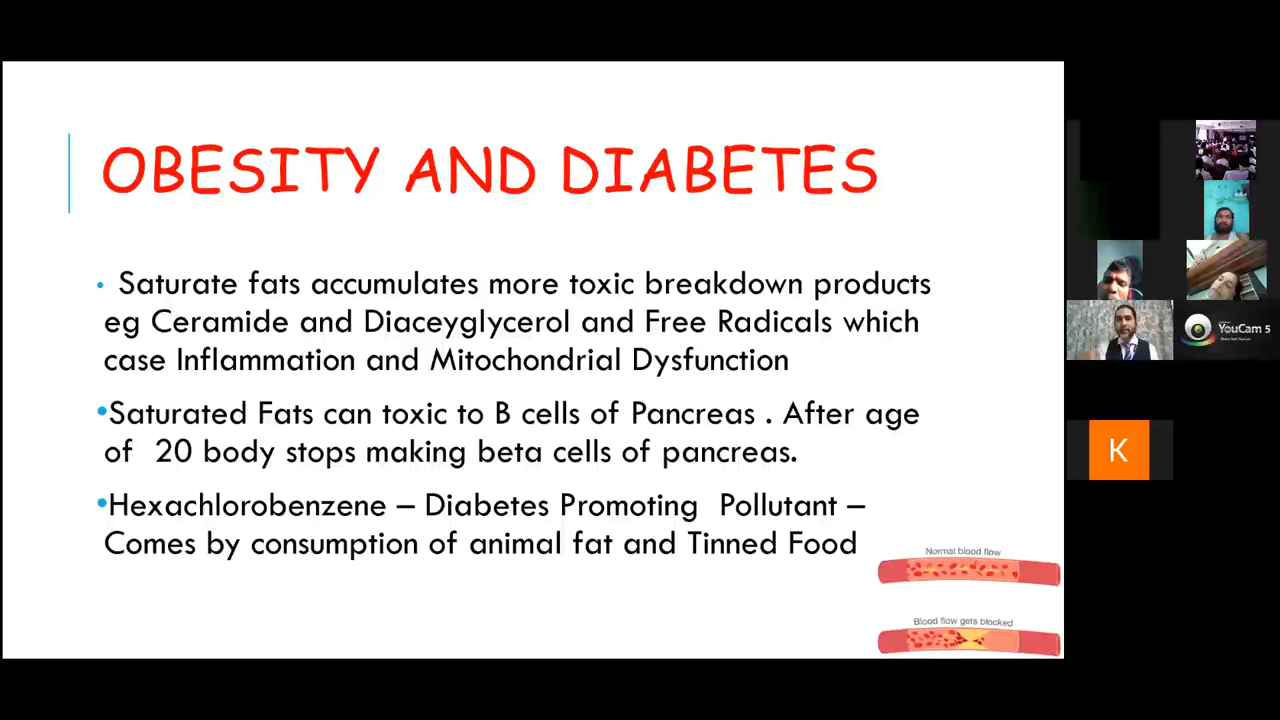 OBESITY AND DIABETES
• Saturate fats accumulates more toxic breakdown products
eg Ceramide and Diaceyglycerol and Free Radicals which
case Inflammation and Mitochondrial Dysfunction
•Saturated Fats can toxic to B cells of Pancreas . After age
of 20 body stops making beta cells of pancreas.
•Hexachlorobenzene – Diabetes Promoting Pollutant –
Comes by consumption of animal fat and Tinned Food
Normal blood flow
Blood flow gets blocked
YouCam 5
K